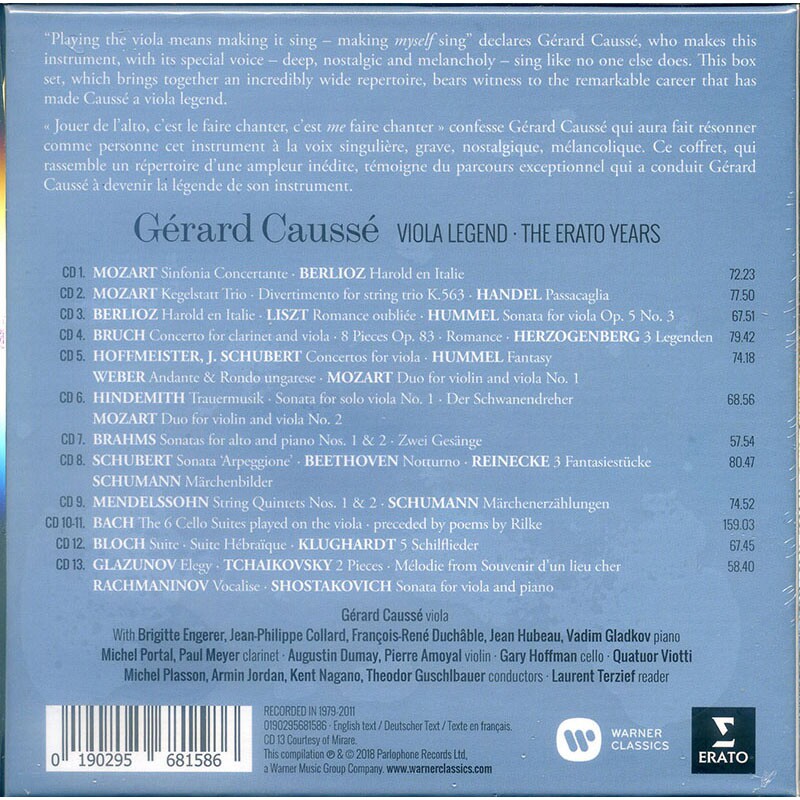 “Playing the viola means making it sing – making myself sing” declares Gérard Caussé, who makes this
instrument, with its special voice – deep, nostalgic and melancholy – sing like no one else does. This box
set, which brings together an incredibly wide repertoire, bears witness to the remarkable career that has
made Caussé a viola legend.
« Jouer de l’alto, c’est le faire chanter, c’est me faire chanter » confesse Gérard Caussé qui aura fait résonner
comme personne cet instrument à la voix singulière, grave, nostalgique, mélancolique. Ce coffret, qui
rassemble un répertoire d’une ampleur inédite, témoigne du parcours exceptionnel qui a conduit Gérard
Caussé à devenir la légende de son instrument.
Gérard Caussé VIOLA LEGEND · THE ERATO YEARS
CD 1. MOZART Sinfonia Concertante · BERLIOZ Harold en Italie 72.23
CD 2. MOZART Kegelstatt Trio · Divertimento for string trio K.563 · HANDEL Passacaglia 77.50
CD 3. BERLIOZ Harold en Italie · LISZT Romance oubliée · HUMMEL Sonata for viola Op. 5 No. 3 67.51
CD 4. BRUCH Concerto for clarinet and viola · 8 Pieces Op. 83 · Romance · HERZOGENBERG 3 Legenden 79.42
CD 5. HOFFMEISTER, J. SCHUBERT Concertos for viola · HUMMEL Fantasy 74.18
WEBER Andante & Rondo ungarese · MOZART Duo for violin and viola No. 1
CD 6. HINDEMITH Trauermusik · Sonata for solo viola No. 1 · Der Schwanendreher 68.56
MOZART Duo for violin and viola No. 2
CD 7. BRAHMS Sonatas for alto and piano Nos. 1 & 2 · Zwei Gesänge 57.54
CD 8. SCHUBERT Sonata ‘Arpeggione’ · BEETHOVEN Notturno · REINECKE 3 Fantasiestücke 80.47
SCHUMANN Märchenbilder
CD 9. MENDELSSOHN String Quintets Nos. 1 & 2 · SCHUMANN Märchenerzählungen 74.52
CD 10-11. BACH The 6 Cello Suites played on the viola · preceded by poems by Rilke 159.03
CD 12. BLOCH Suite · Suite Hébraïque · KLUGHARDT 5 Schilflieder 67.45
CD 13. GLAZUNOV Elegy · TCHAIKOVSKY 2 Pieces · Mélodie from Souvenir d’un lieu cher 58.40
RACHMANINOV Vocalise · SHOSTAKOVICH Sonata for viola and piano
Gérard Caussé viola
With Brigitte Engerer, Jean-Philippe Collard, François-René Duchâble, Jean Hubeau, Vadim Gladkov piano
Michel Portal, Paul Meyer clarinet · Augustin Dumay, Pierre Amoyal violin · Gary Hoffman cello · Quatuor Viotti
Michel Plasson, Armin Jordan, Kent Nagano, Theodor Guschlbauer conductors · Laurent Terzief reader
RECORDED IN 1979-2011
0190295681586 · English text / Deutscher Text / Texte en français.
CD 13 Courtesy of Mirare.
This compilation ℗ & © 2018 Parlophone Records Ltd,
a Warner Music Group Company. www.warnerclassics.com
0 190295 681586
WARNER
CLASSICS
ERATO